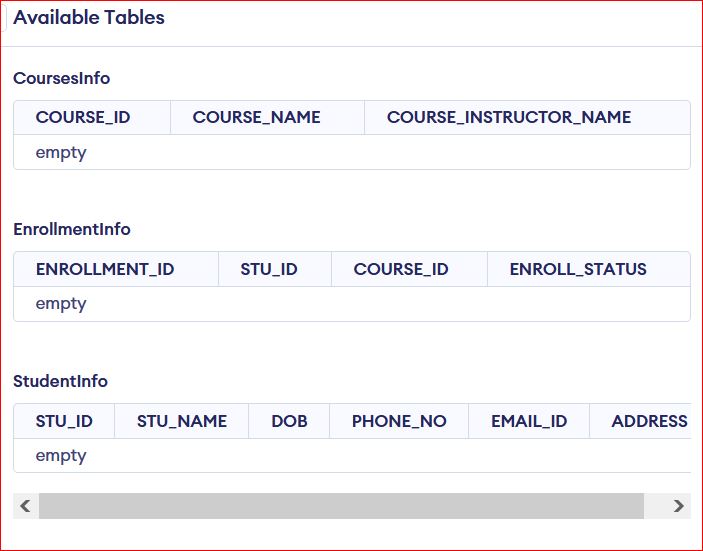 Available Tables
CoursesInfo
COURSE_ID COURSE_NAME COURSE_INSTRUCTOR_NAME
empty
EnrollmentInfo
ENROLLMENT_ID STU_ID COURSE_ID ENROLL_STATUS
empty
StudentInfo
STU_ID STU_NAME DOB PHONE_NO EMAIL_ID ADDRESS
empty